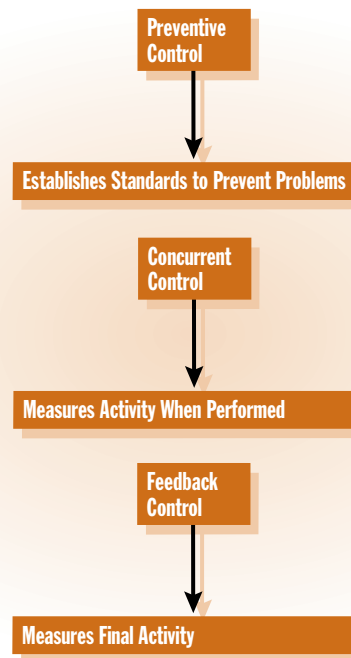 Preventive
Control
Establishes Standards to Prevent Problems
Concurrent
Control
Measures Activity When Performed
Feedback
Control
Measures Final Activity